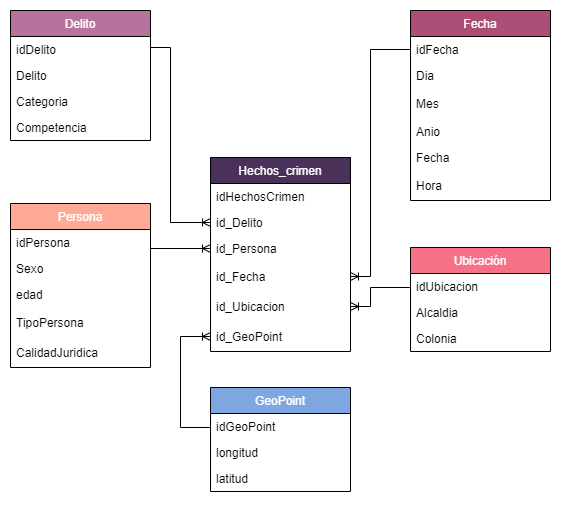 Delito
idDelito
Delito
Categoria
Competencia
Fecha
idFecha
Dia
Mes
Anio
Fecha
Hora
Hechos_crimen
idHechosCrimen
id_Delito
id_Persona
id_Fecha
id_Ubicacion
id_GeoPoint
Persona
idPersona
Sexo
edad
TipoPersona
CalidadJuridica
Ubicación
idUbicacion
Alcaldia
Colonia
GeoPoint
idGeoPoint
longitud
latitud